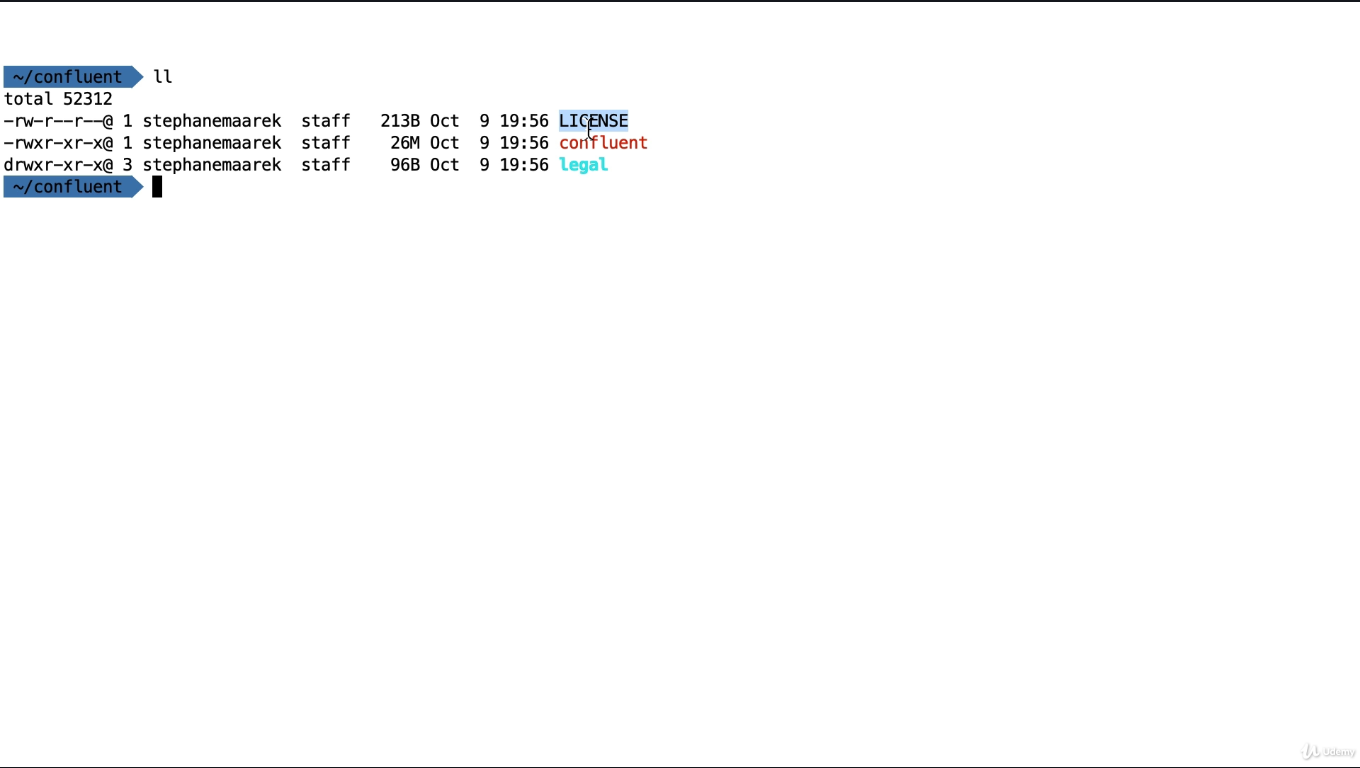 ~/confluent ll
total 52312
-rw-r--r--@ 1 stephanemaarek  staff   213B Oct  9 19:56 LICENSE
-rwxr-xr-x@ 1 stephanemaarek  staff    26M Oct  9 19:56 confluent
drwxr-xr-x@ 3 stephanemaarek  staff    96B Oct  9 19:56 legal
~/confluent
Udemy